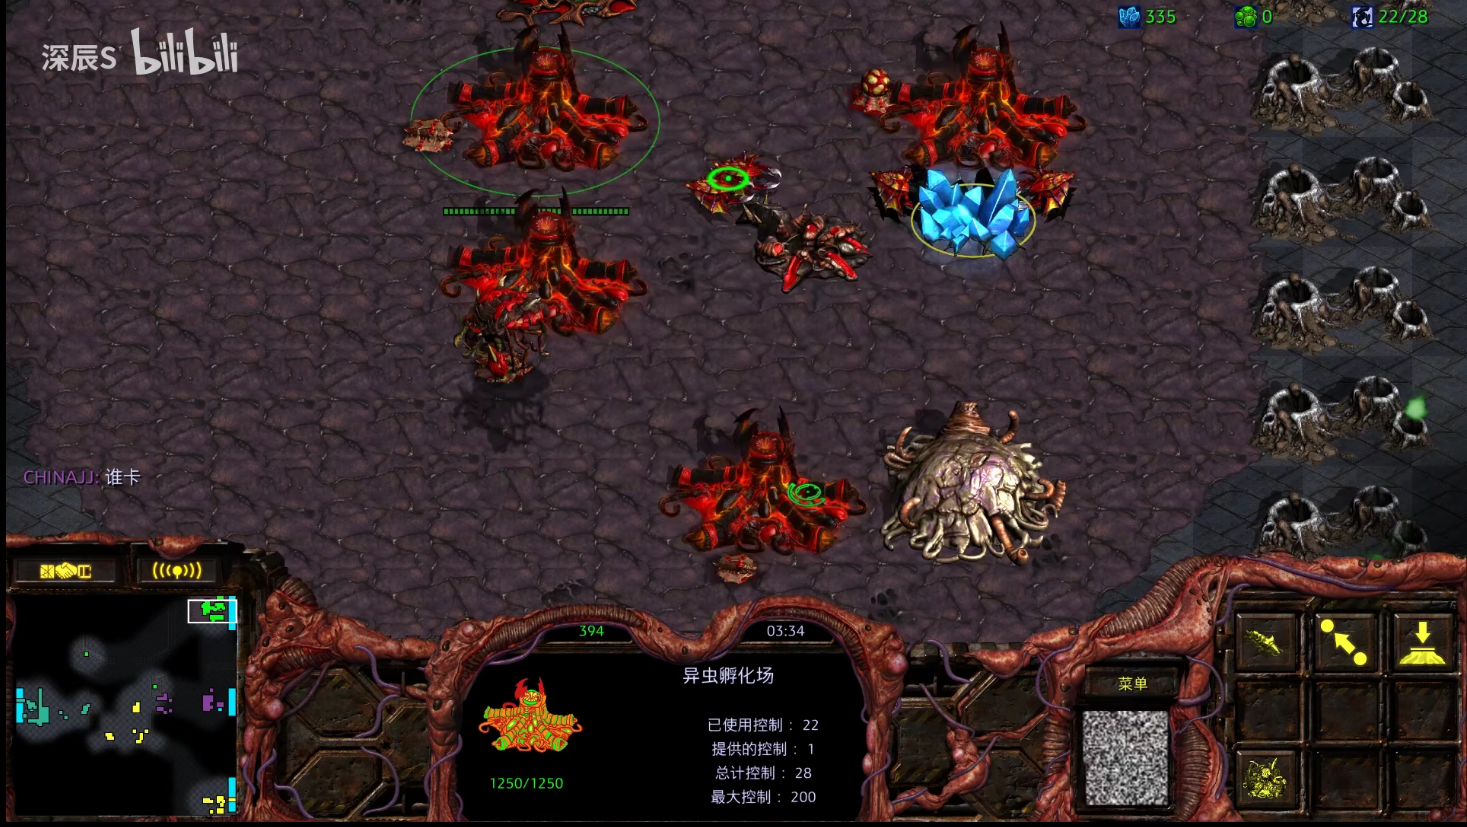 335 0 22/28
深辰S bilibili
CHINAJJ: 谁卡
394 03:34
异虫孵化场
菜单
已使用控制： 22
提供的控制： 1
总计控制： 28
最大控制： 200
1250/1250